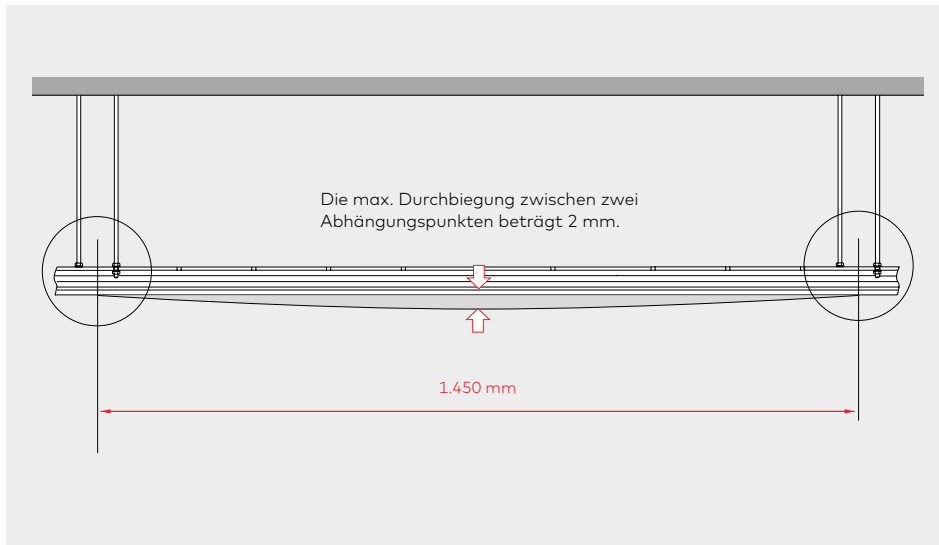 Die max. Durchbiegung zwischen zwei
Abhängungspunkten beträgt 2 mm.
1.450 mm